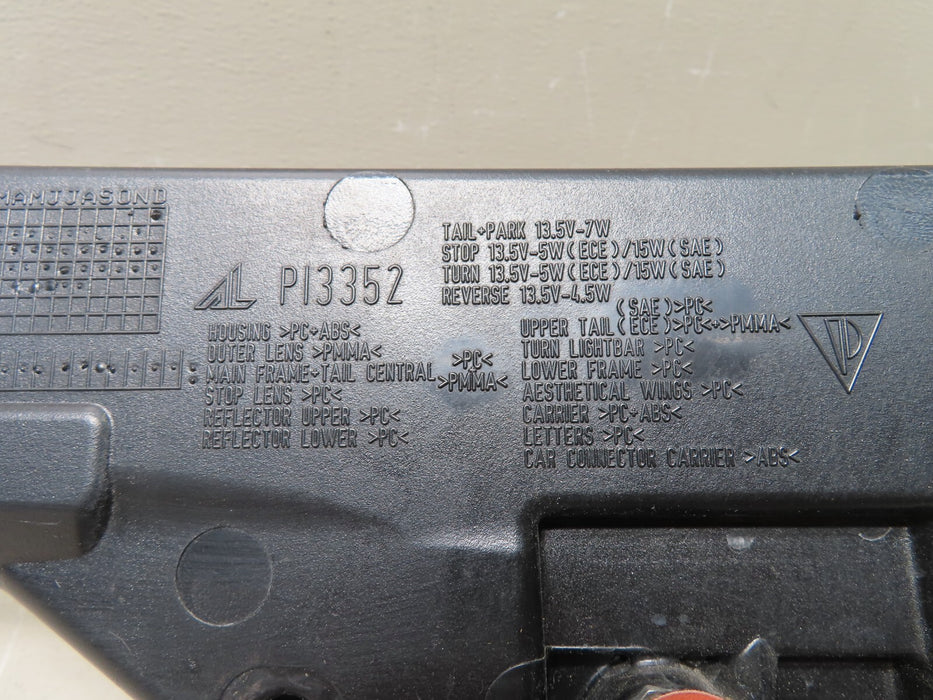 MAMJJASOND
TAIL+PARK 13.5V-7W
STOP 13.5V-5W(ECE)/15W(SAE)
TURN 13.5V-5W(ECE)/15W(SAE)
REVERSE 13.5V-4.5W
AL PI3352
HOUSING >PC+ABS<
OUTER LENS >PMMA<
MAIN FRAME+TAIL CENTRAL >PC<
>PMMA<
STOP LENS >PC<
REFLECTOR UPPER >PC<
REFLECTOR LOWER >PC<
(SAE)>PC<
UPPER TAIL(ECE)>PC<+>PMMA<
TURN LIGHTBAR >PC<
LOWER FRAME >PC<
AESTHETICAL WINGS >PC<
CARRIER >PC+ABS<
LETTERS >PC<
CAR CONNECTOR CARRIER >ABS<